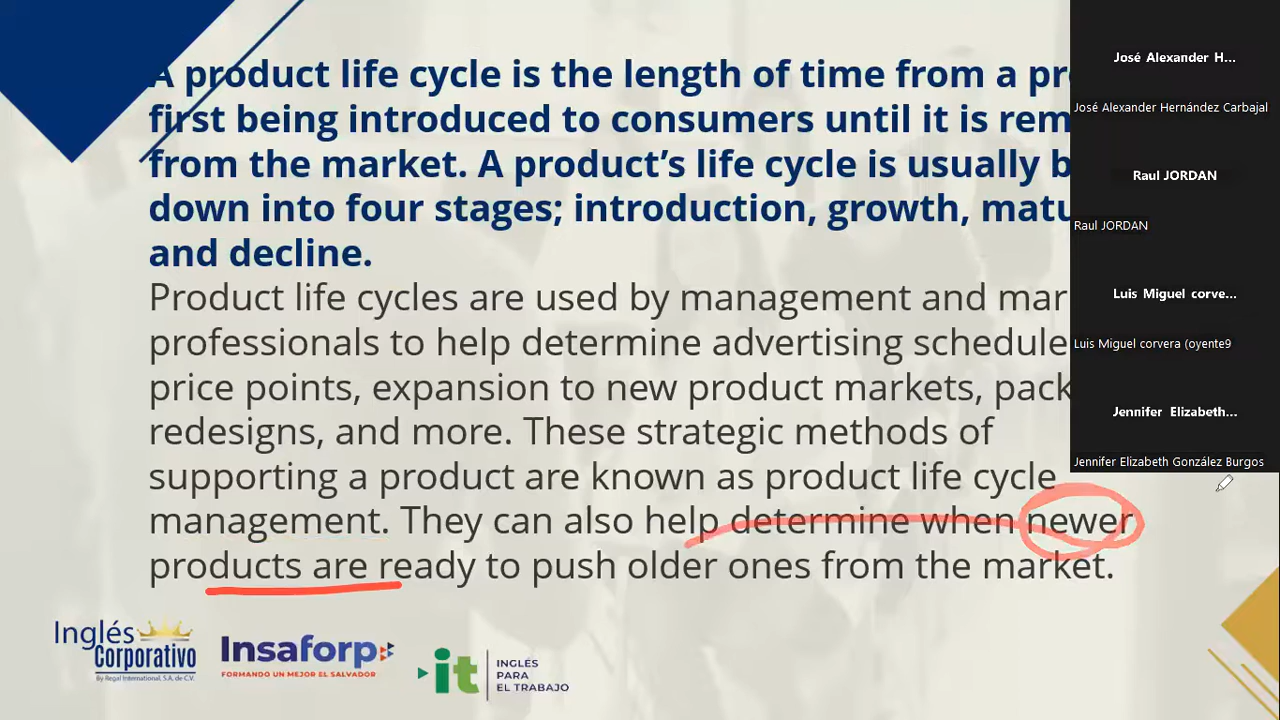 A product life cycle is the length of time from a
first being introduced to consumers until it is
from the market. A product’s life cycle is usually
down into four stages; introduction, growth,
and decline.
Product life cycles are used by management and
professionals to help determine advertising
price points, expansion to new product markets,
redesigns, and more. These strategic methods of
supporting a product are known as product life cycle
management. They can also help determine when newer
products are ready to push older ones from the market.
José Alexander H...
José Alexander Hernández Carbajal
Raul JORDAN
Raul JORDAN
Luis Miguel corve...
Luis Miguel corvera (oyente9
Jennifer Elizabeth...
Jennifer Elizabeth González Burgos
Inglés
Corporativo
By Regal International, S.A. de C.V.
Insaforp
FORMANDO UN MEJOR EL SALVADOR
it
INGLÉS
PARA
EL TRABAJO